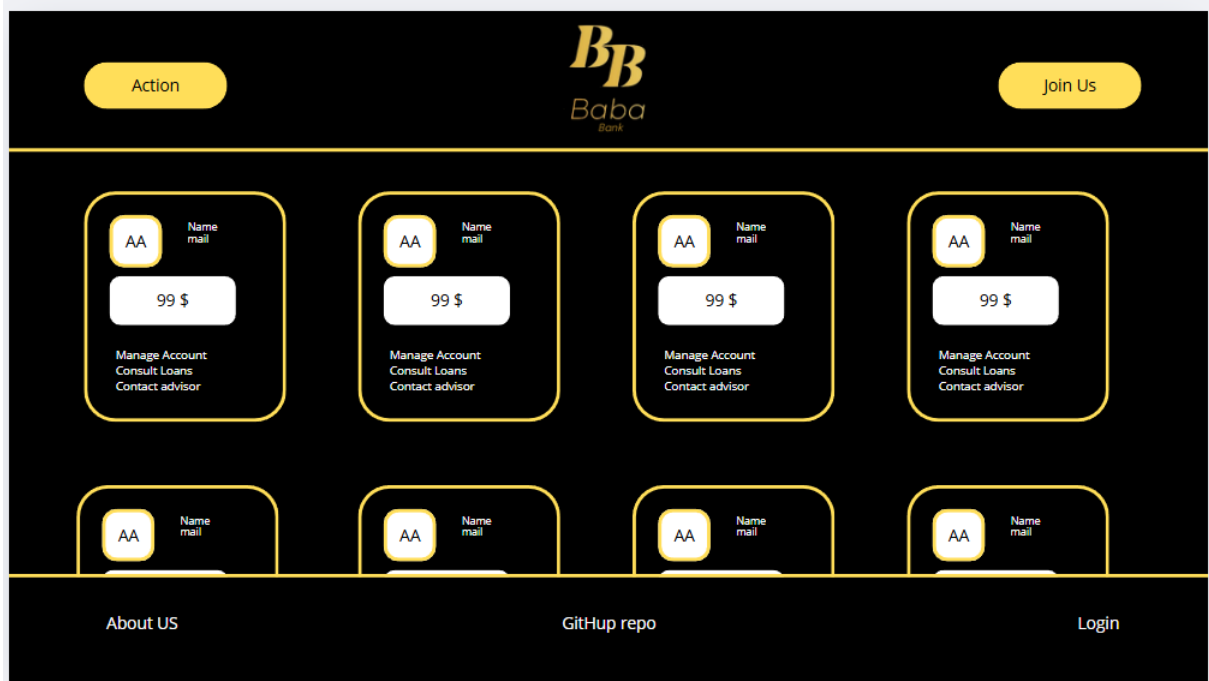 Action
BB
Baba
Bank
Join Us
AA
Name
mail
99 $
Manage Account
Consult Loans
Contact advisor
AA
Name
mail
99 $
Manage Account
Consult Loans
Contact advisor
AA
Name
mail
99 $
Manage Account
Consult Loans
Contact advisor
AA
Name
mail
99 $
Manage Account
Consult Loans
Contact advisor
AA
Name
mail
AA
Name
mail
AA
Name
mail
AA
Name
mail
About US
GitHup repo
Login